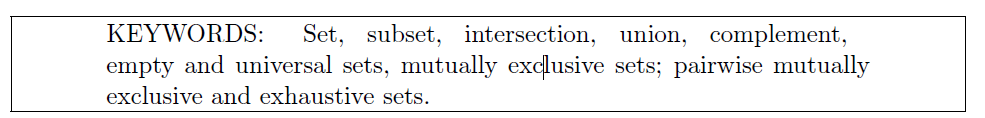 KEYWORDS: Set, subset, intersection, union, complement,
empty and universal sets, mutually exclusive sets; pairwise mutually
exclusive and exhaustive sets.